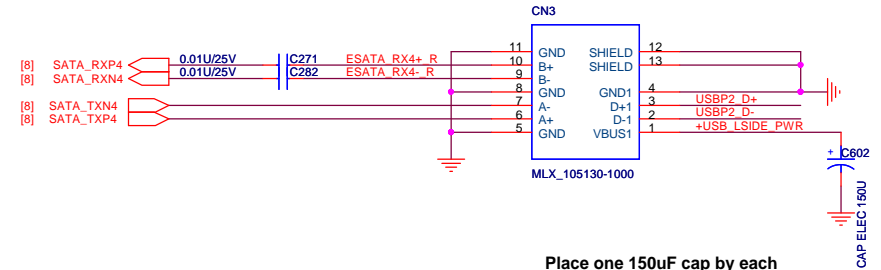 CN3
[8] SATA_RXP4 0.01U/25V C271 ESATA_RX4+_R
[8] SATA_RXN4 0.01U/25V C282 ESATA_RX4-_R
[8] SATA_TXN4
[8] SATA_TXP4
11 GND SHIELD 12
10 B+ SHIELD 13
9 B-
8 GND GND1 4
7 A- D+1 3 USBP2_D+
6 A+ D-1 2 USBP2_D-
5 GND VBUS1 1 +USB_LSIDE_PWR
MLX_105130-1000
+ C602
CAP ELEC 150U
Place one 150uF cap by each